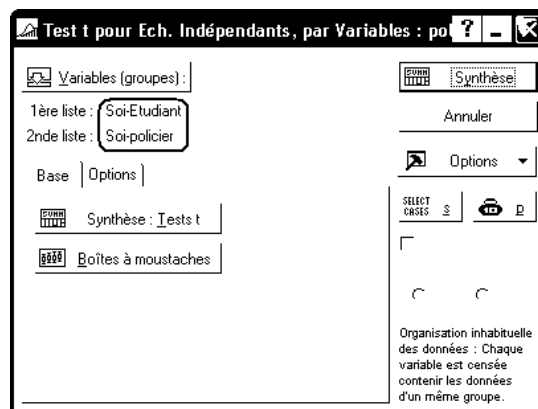 Test t pour Ech. Indépendants, par Variables : pol
Variables (groupes) :
Synthèse
1ère liste : Soi-Etudiant
Annuler
2nde liste : Soi-policier
Options
Base Options
SELECT CASES S D
Synthèse : Tests t
Boîtes à moustaches
Organisation inhabituelle
des données : Chaque
variable est censée
contenir les données
d'un même groupe.